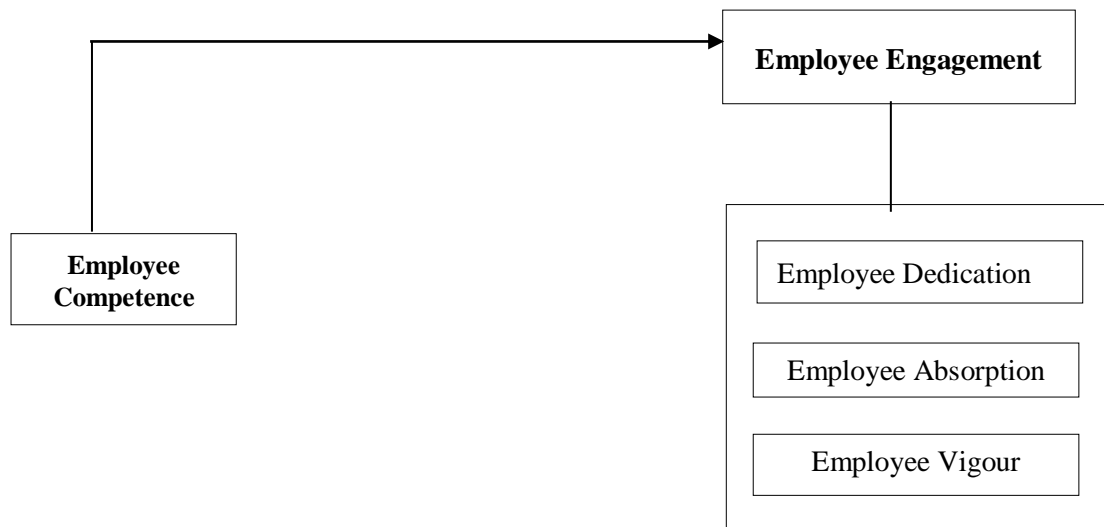 Employee Engagement
Employee
Competence
Employee Dedication
Employee Absorption
Employee Vigour